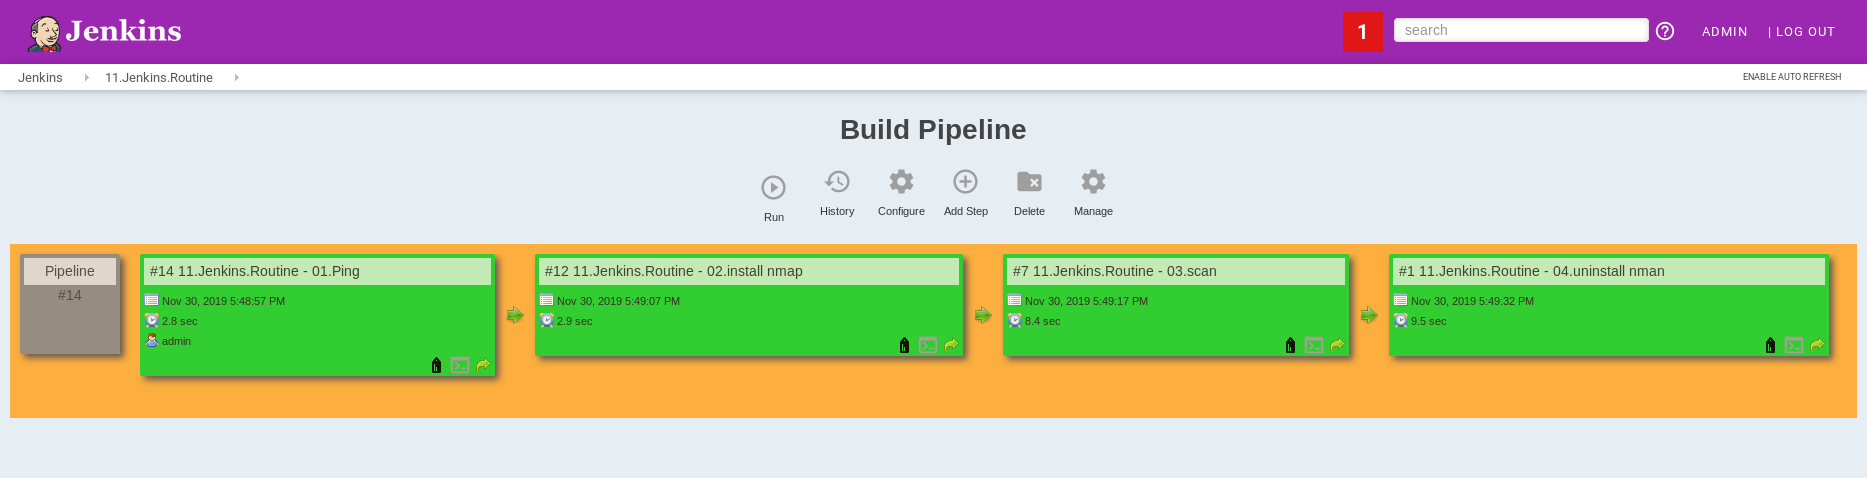 Jenkins
1
search
ADMIN
| LOG OUT
Jenkins
11.Jenkins.Routine
ENABLE AUTO REFRESH
Build Pipeline
Run
History
Configure
Add Step
Delete
Manage
Pipeline
#14
#14 11.Jenkins.Routine - 01.Ping
Nov 30, 2019 5:48:57 PM
2.8 sec
admin
#12 11.Jenkins.Routine - 02.install nmap
Nov 30, 2019 5:49:07 PM
2.9 sec
#7 11.Jenkins.Routine - 03.scan
Nov 30, 2019 5:49:17 PM
8.4 sec
#1 11.Jenkins.Routine - 04.uninstall nman
Nov 30, 2019 5:49:32 PM
9.5 sec